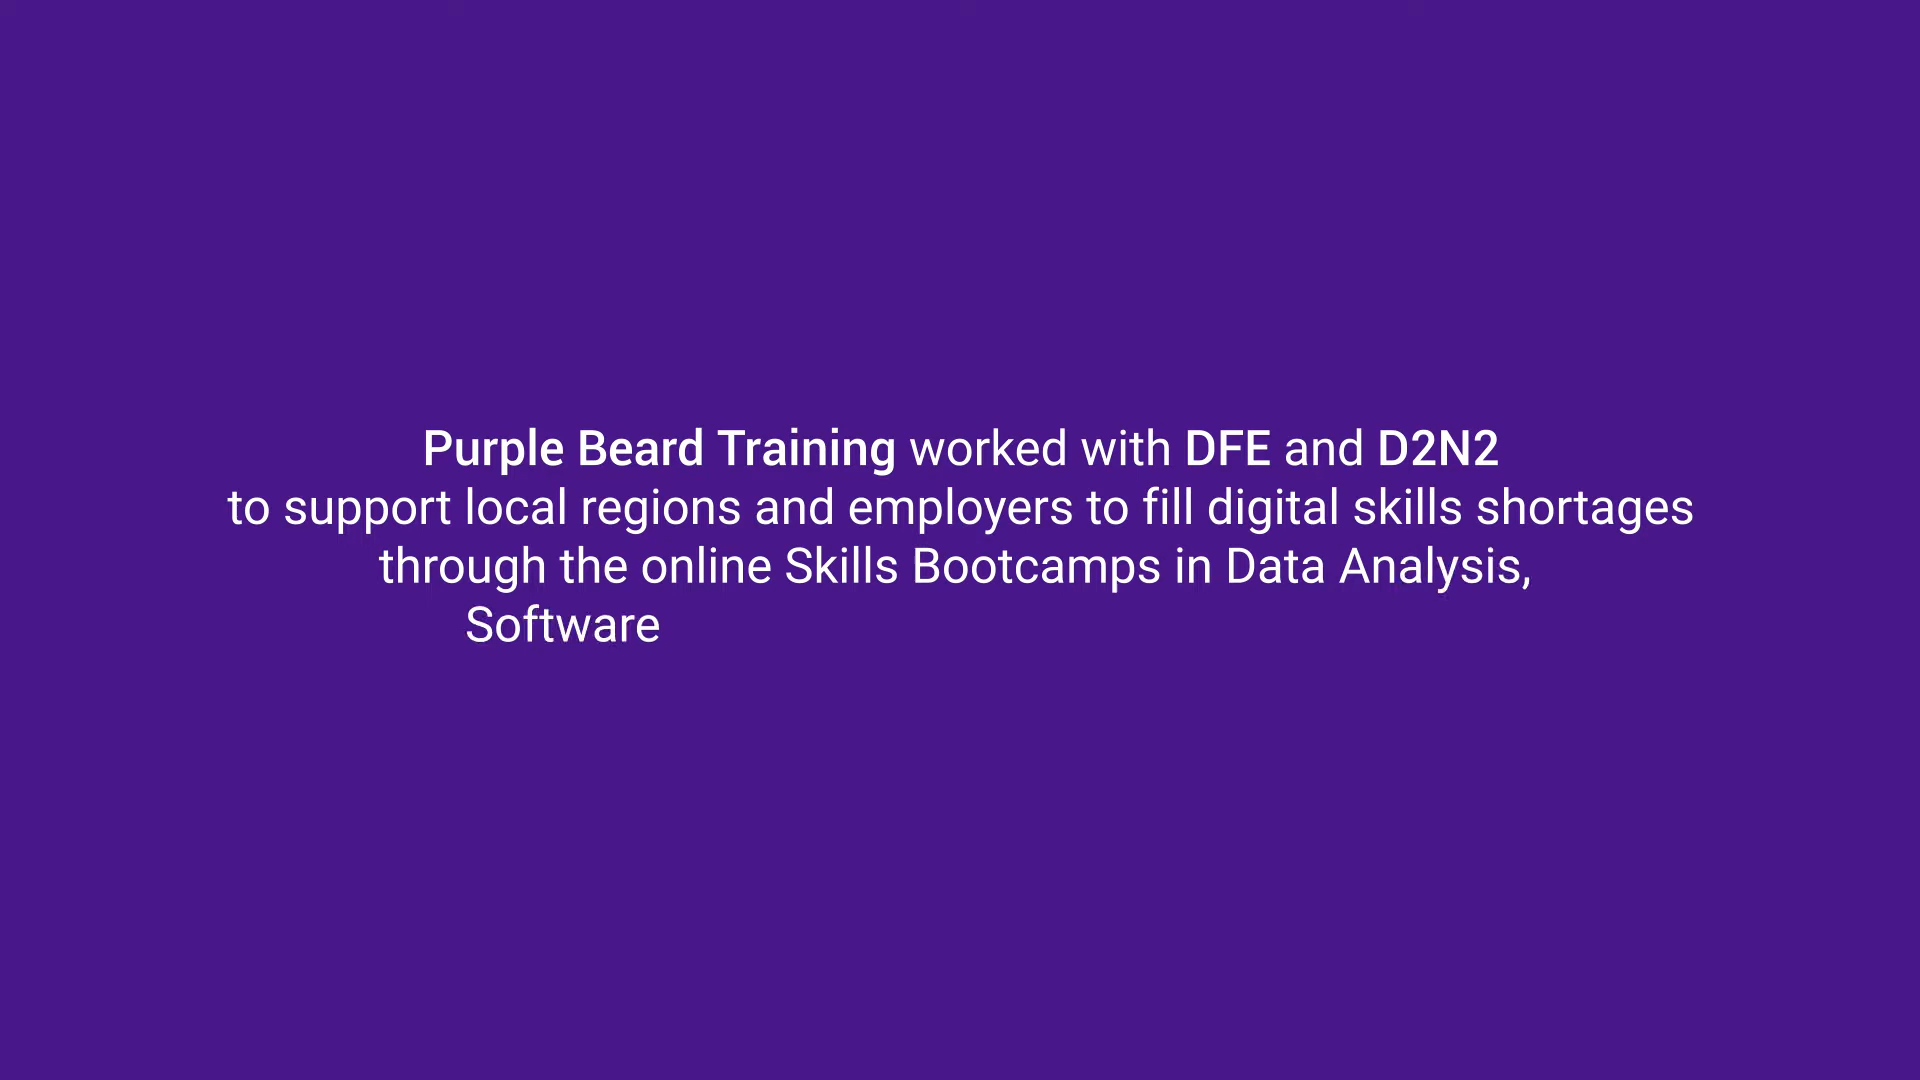 Purple Beard Training worked with DFE and D2N2
to support local regions and employers to fill digital skills shortages
through the online Skills Bootcamps in Data Analysis,
Software